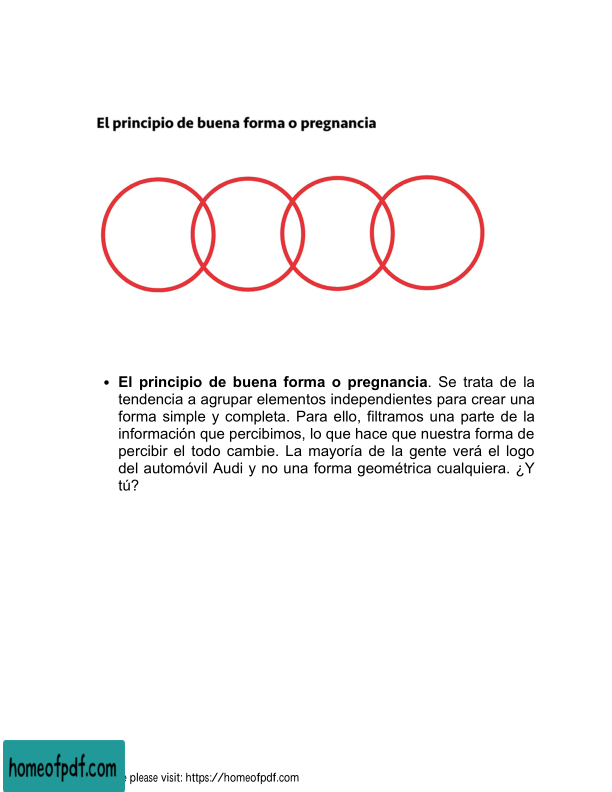 El principio de buena forma o pregnancia
• El principio de buena forma o pregnancia. Se trata de la
tendencia a agrupar elementos independientes para crear una
forma simple y completa. Para ello, filtramos una parte de la
información que percibimos, lo que hace que nuestra forma de
percibir el todo cambie. La mayoría de la gente verá el logo
del automóvil Audi y no una forma geométrica cualquiera. ¿Y
tú?
homeofpdf.com
please visit: https://homeofpdf.com